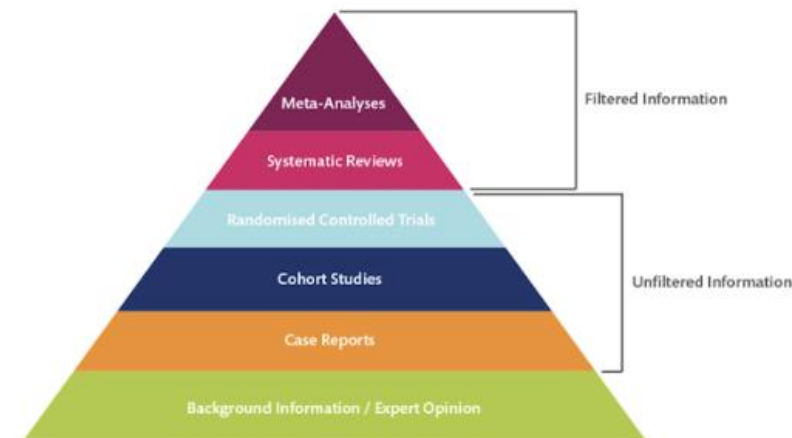 Meta-Analyses
Filtered Information
Systematic Reviews
Randomised Controlled Trials
Cohort Studies
Unfiltered Information
Case Reports
Background Information / Expert Opinion